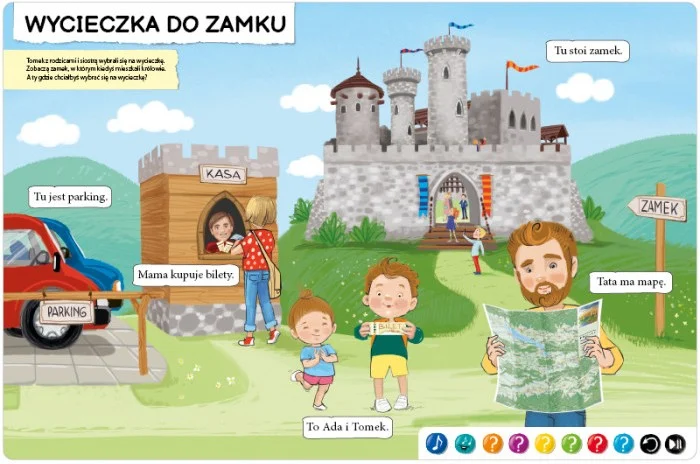 WYCIECZKA DO ZAMKU
Tomek z rodzicami i siostrą wybrali się na wycieczkę.
Zobaczą zamek, w którym kiedyś mieszkali królowie.
A ty gdzie chciałbyś wybrać się na wycieczkę?
Tu stoi zamek.
KASA
Tu jest parking.
ZAMEK
Mama kupuje bilety.
Tata ma mapę.
PARKING
BILET
To Ada i Tomek.
? ? ? ? ? ?